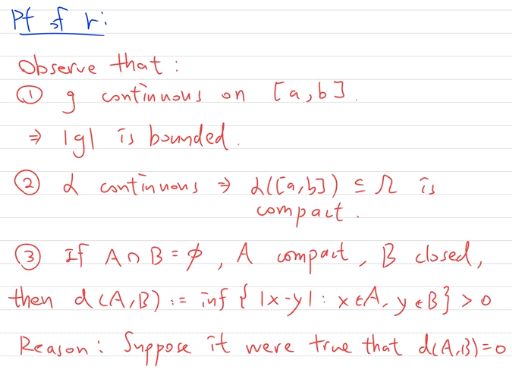 Pf of r:
Observe that:
① g continuous on [a,b].
⇒ |g| is bounded.
② α continuous ⇒ α([a,b]) ⊆ Ω is
compact.
③ If A ∩ B = ∅, A compact, B closed,
then d(A,B) := inf { |x-y| : x∈A, y∈B} > 0
Reason: Suppose it were true that d(A,B)=0